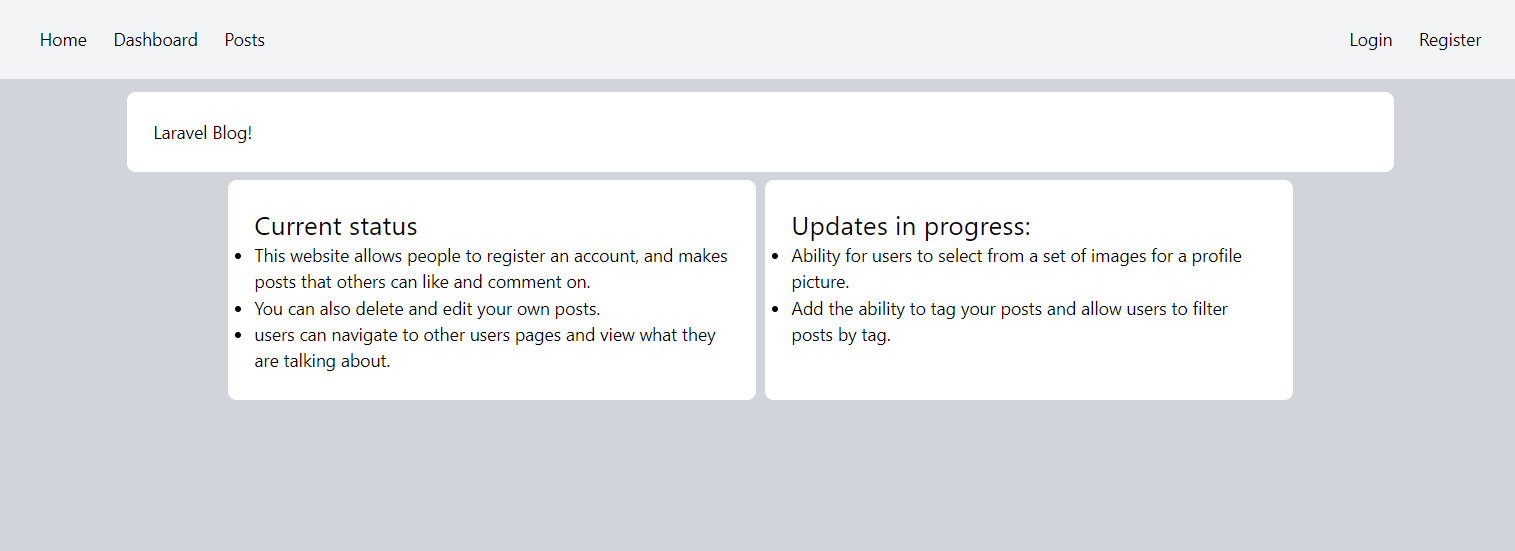 Home Dashboard Posts Login Register
Laravel Blog!
Current status
This website allows people to register an account, and makes
posts that others can like and comment on.
You can also delete and edit your own posts.
users can navigate to other users pages and view what they
are talking about.
Updates in progress:
Ability for users to select from a set of images for a profile
picture.
Add the ability to tag your posts and allow users to filter
posts by tag.